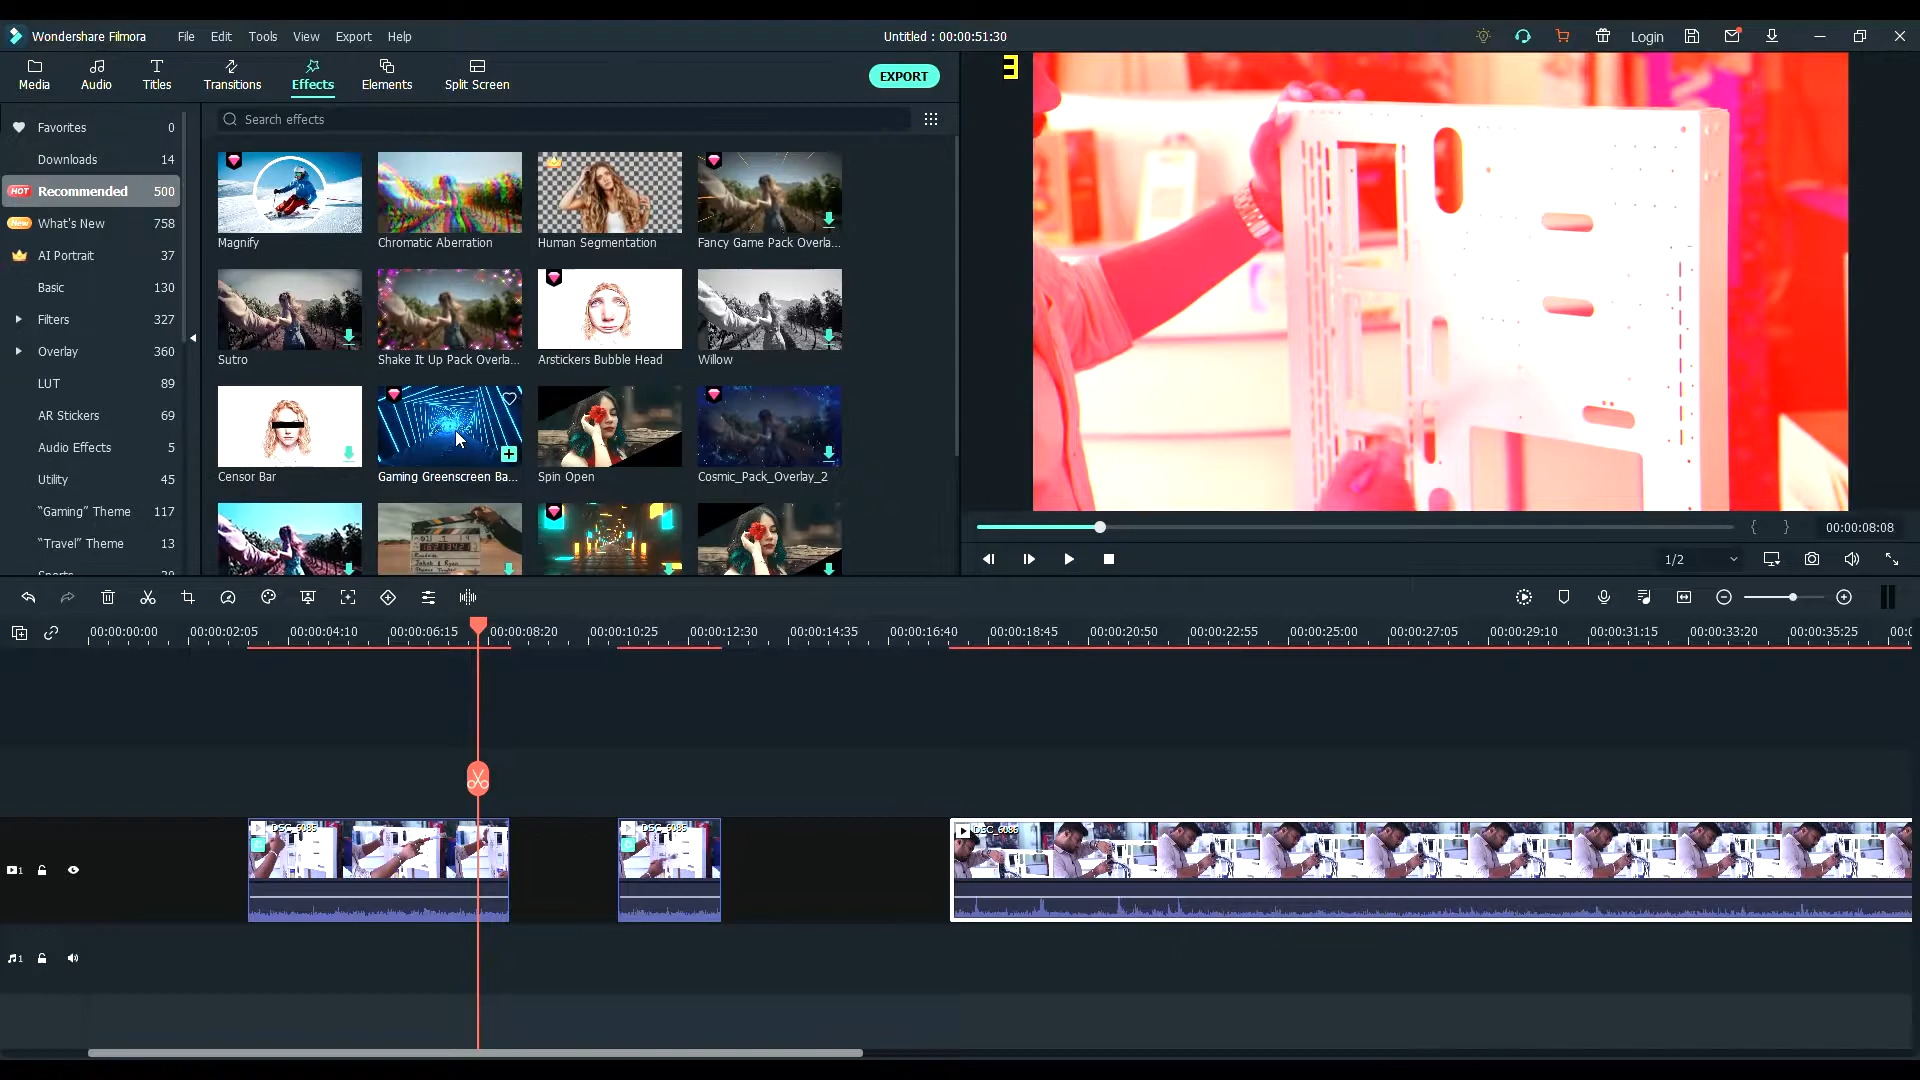 Wondershare Filmora File Edit Tools View Export Help Untitled : 00:00:51:30 Login
Media Audio Titles Transitions Effects Elements Split Screen EXPORT
3
Search effects
Favorites 0
Downloads 14
HOT Recommended 500
New What's New 758
AI Portrait 37
Basic 130
Filters 327
Overlay 360
LUT 89
AR Stickers 69
Audio Effects 5
Utility 45
"Gaming" Theme 117
"Travel" Theme 13
Magnify Chromatic Aberration Human Segmentation Fancy Game Pack Overla...
Sutro Shake It Up Pack Overla... Arstickers Bubble Head Willow
Censor Bar Gaming Greenscreen Ba... Spin Open Cosmic_Pack_Overlay_2
{ } 00:00:08:08
1/2
00:00:00:00 00:00:02:05 00:00:04:10 00:00:06:15 00:00:08:20 00:00:10:25 00:00:12:30 00:00:14:35 00:00:16:40 00:00:18:45 00:00:20:50 00:00:22:55 00:00:25:00 00:00:27:05 00:00:29:10 00:00:31:15 00:00:33:20 00:00:35:25
DSC_6086 DSC_6086 DSC_6086
1
1